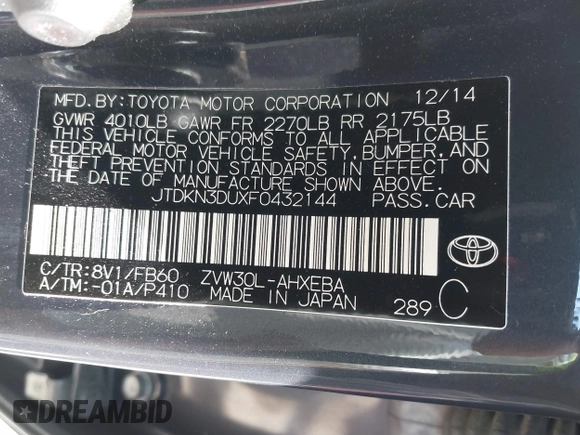 MFD.BY:TOYOTA MOTOR CORPORATION 12/14
GVWR 4010LB GAWR FR 2270LB RR 2175LB
THIS VEHICLE CONFORMS TO ALL APPLICABLE
FEDERAL MOTOR VEHICLE SAFETY, BUMPER, AND
THEFT PREVENTION STANDARDS IN EFFECT ON
THE DATE OF MANUFACTURE SHOWN ABOVE.
JTDKN3DUXF0432144 PASS.CAR
C/TR:8V1/FB60 ZVW30L-AHXEBA
A/TM:-01A/P410 MADE IN JAPAN
289 C
DREAMBID